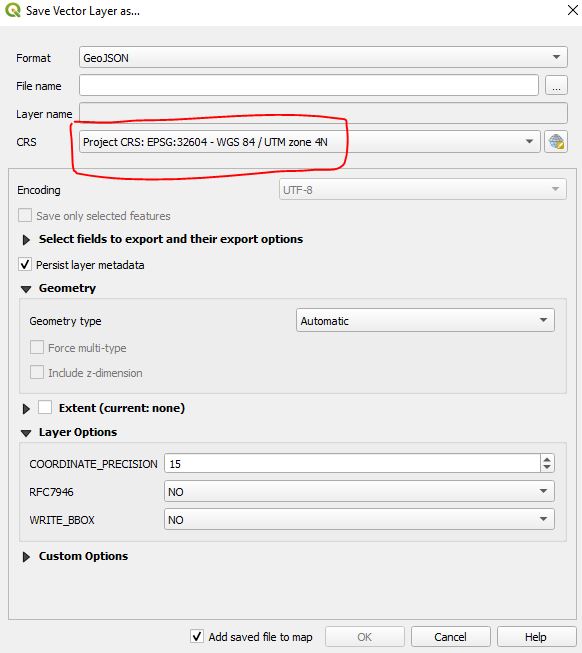 Save Vector Layer as...
Format GeoJSON
File name ...
Layer name
CRS Project CRS: EPSG:32604 - WGS 84 / UTM zone 4N
Encoding UTF-8
Save only selected features
Select fields to export and their export options
Persist layer metadata
Geometry
Geometry type Automatic
Force multi-type
Include z-dimension
Extent (current: none)
Layer Options
COORDINATE_PRECISION 15
RFC7946 NO
WRITE_BBOX NO
Custom Options
Add saved file to map OK Cancel Help